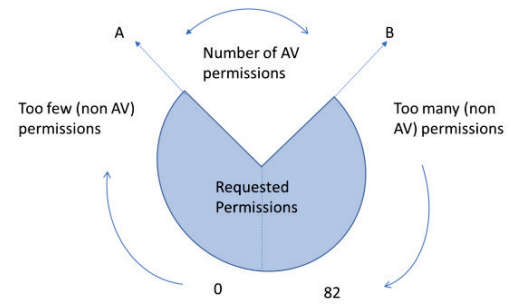 A
B
Number of AV
permissions
Too few (non AV)
permissions
Too many (non
AV) permissions
Requested
Permissions
0
82